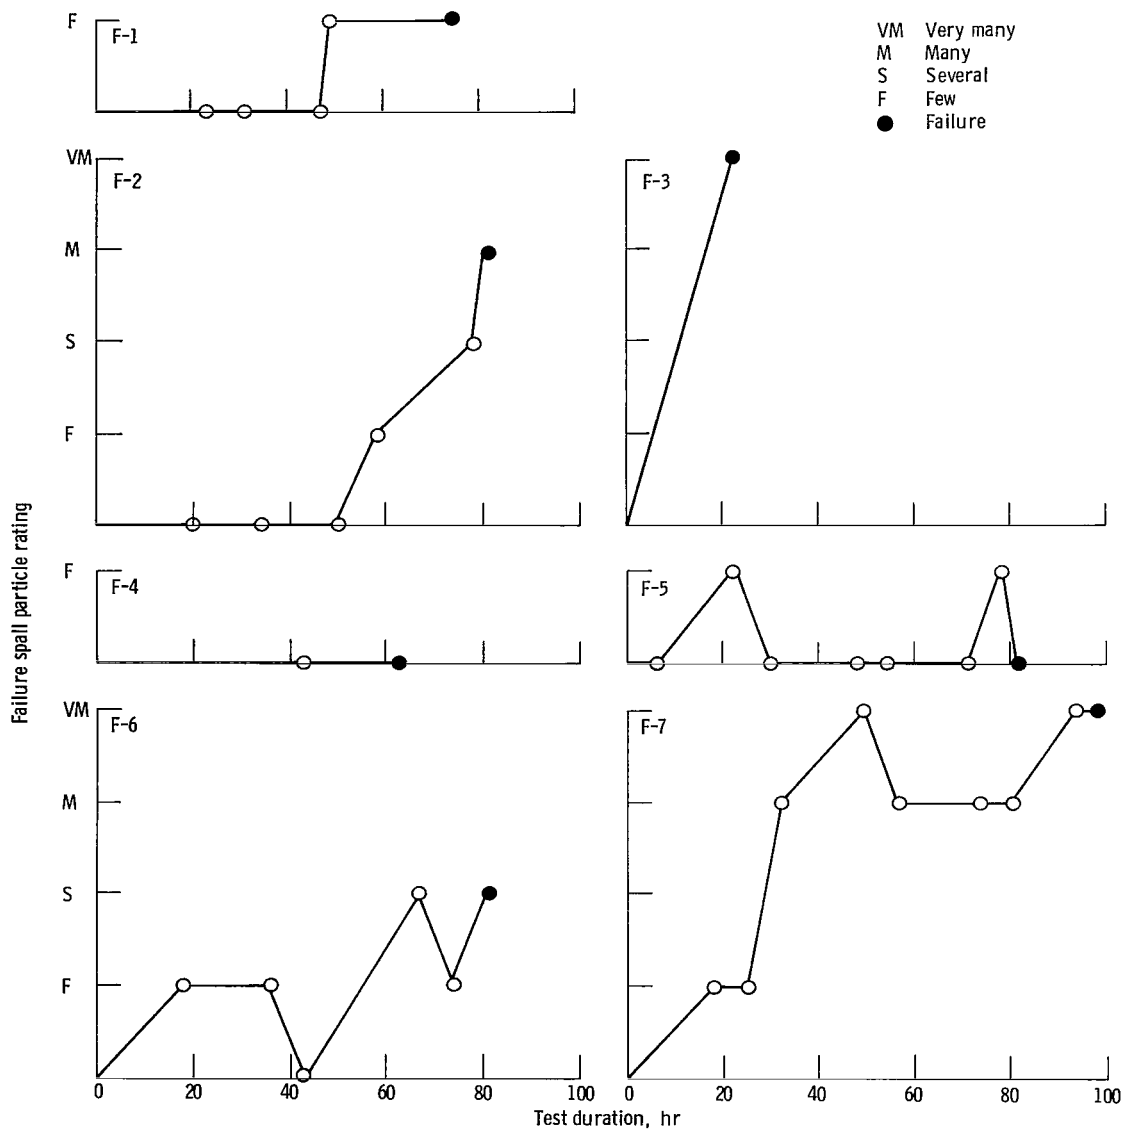 F
F-1
VM Very many
M Many
S Several
F Few
Failure
VM
F-2
M
S
F
F-3
F
F-4
F-5
VM
F-6
M
S
F
F-7
0 20 40 60 80 100
0 20 40 60 80 100
Test duration, hr
Failure spall particle rating